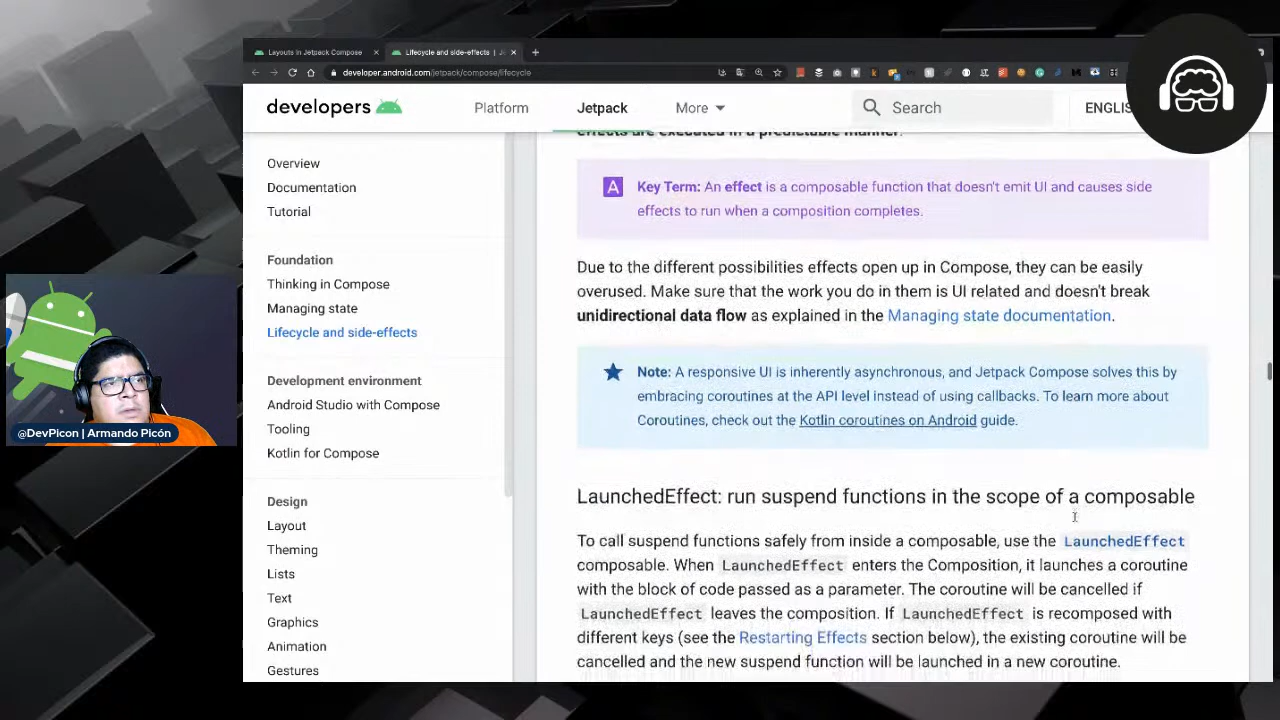 Layouts in Jetpack Compose
Lifecycle and side-effects
developer.android.com/jetpack/compose/lifecycle
developers
Platform
Jetpack
More
Search
ENGLIS
Overview
Documentation
Tutorial
Foundation
Thinking in Compose
Managing state
Lifecycle and side-effects
Development environment
Android Studio with Compose
Tooling
Kotlin for Compose
Design
Layout
Theming
Lists
Text
Graphics
Animation
Gestures
effects are executed in a predictable manner.
A Key Term: An effect is a composable function that doesn't emit UI and causes side
effects to run when a composition completes.
Due to the different possibilities effects open up in Compose, they can be easily
overused. Make sure that the work you do in them is UI related and doesn't break
unidirectional data flow as explained in the Managing state documentation.
Note: A responsive UI is inherently asynchronous, and Jetpack Compose solves this by
embracing coroutines at the API level instead of using callbacks. To learn more about
Coroutines, check out the Kotlin coroutines on Android guide.
LaunchedEffect: run suspend functions in the scope of a composable
To call suspend functions safely from inside a composable, use the LaunchedEffect
composable. When LaunchedEffect enters the Composition, it launches a coroutine
with the block of code passed as a parameter. The coroutine will be cancelled if
LaunchedEffect leaves the composition. If LaunchedEffect is recomposed with
different keys (see the Restarting Effects section below), the existing coroutine will be
cancelled and the new suspend function will be launched in a new coroutine.
@DevPicon | Armando Picón